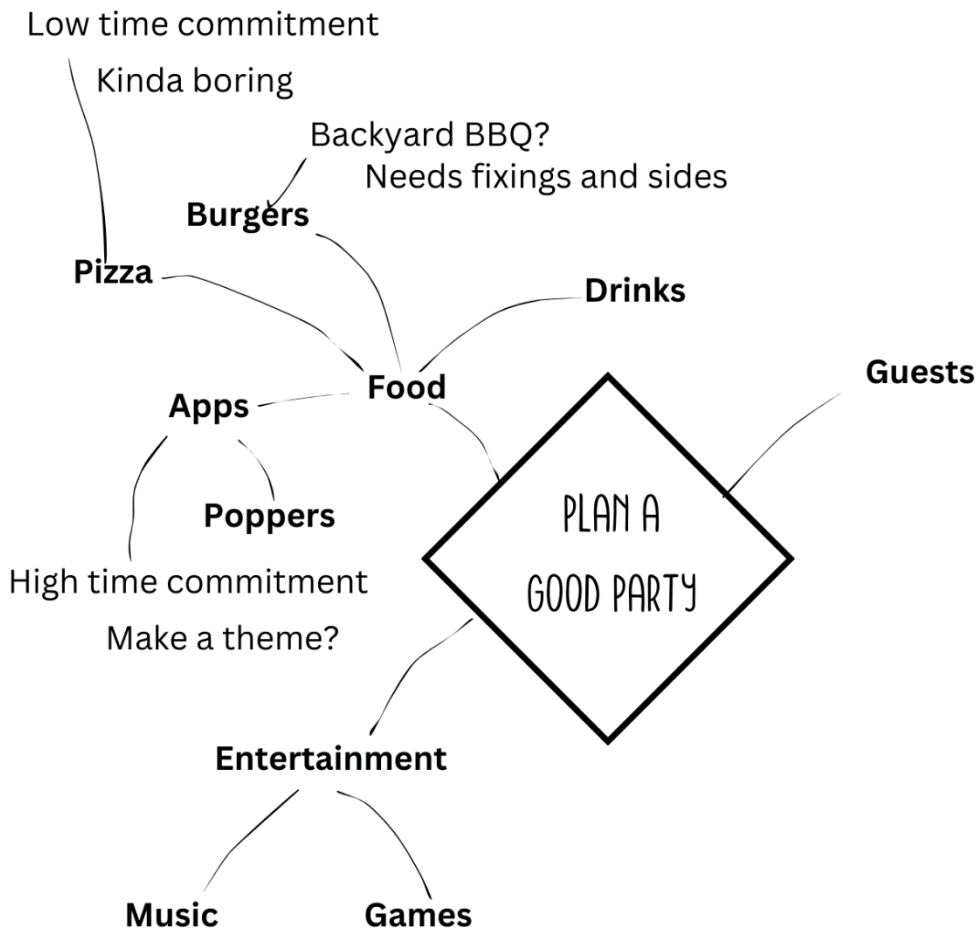 Low time commitment
Kinda boring
Backyard BBQ?
Needs fixings and sides
Burgers
Pizza
Drinks
Guests
Food
Apps
Poppers
PLAN A
GOOD PARTY
High time commitment
Make a theme?
Entertainment
Music
Games